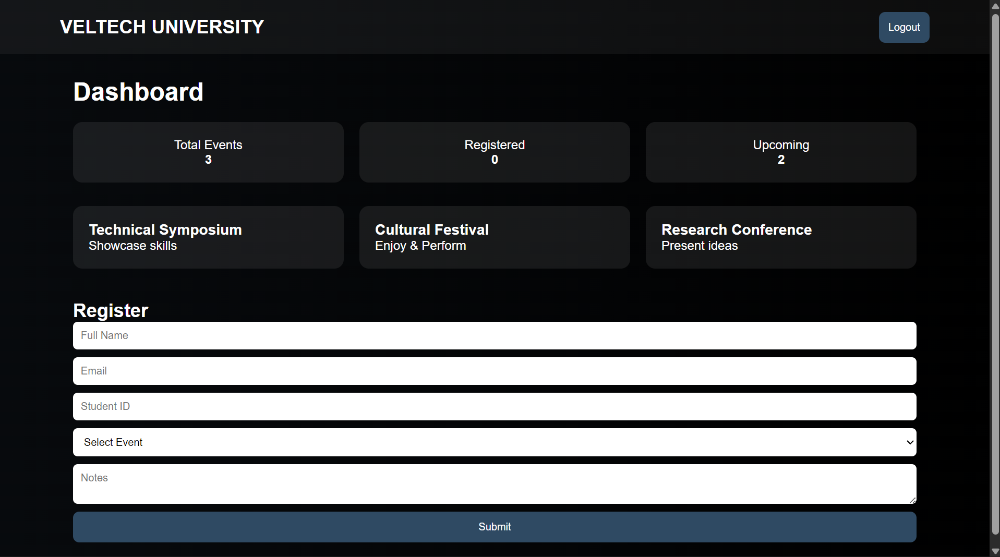 VELTECH UNIVERSITY
Logout
Dashboard
Total Events
3
Registered
0
Upcoming
2
Technical Symposium
Showcase skills
Cultural Festival
Enjoy & Perform
Research Conference
Present ideas
Register
Full Name
Email
Student ID
Select Event
Notes
Submit